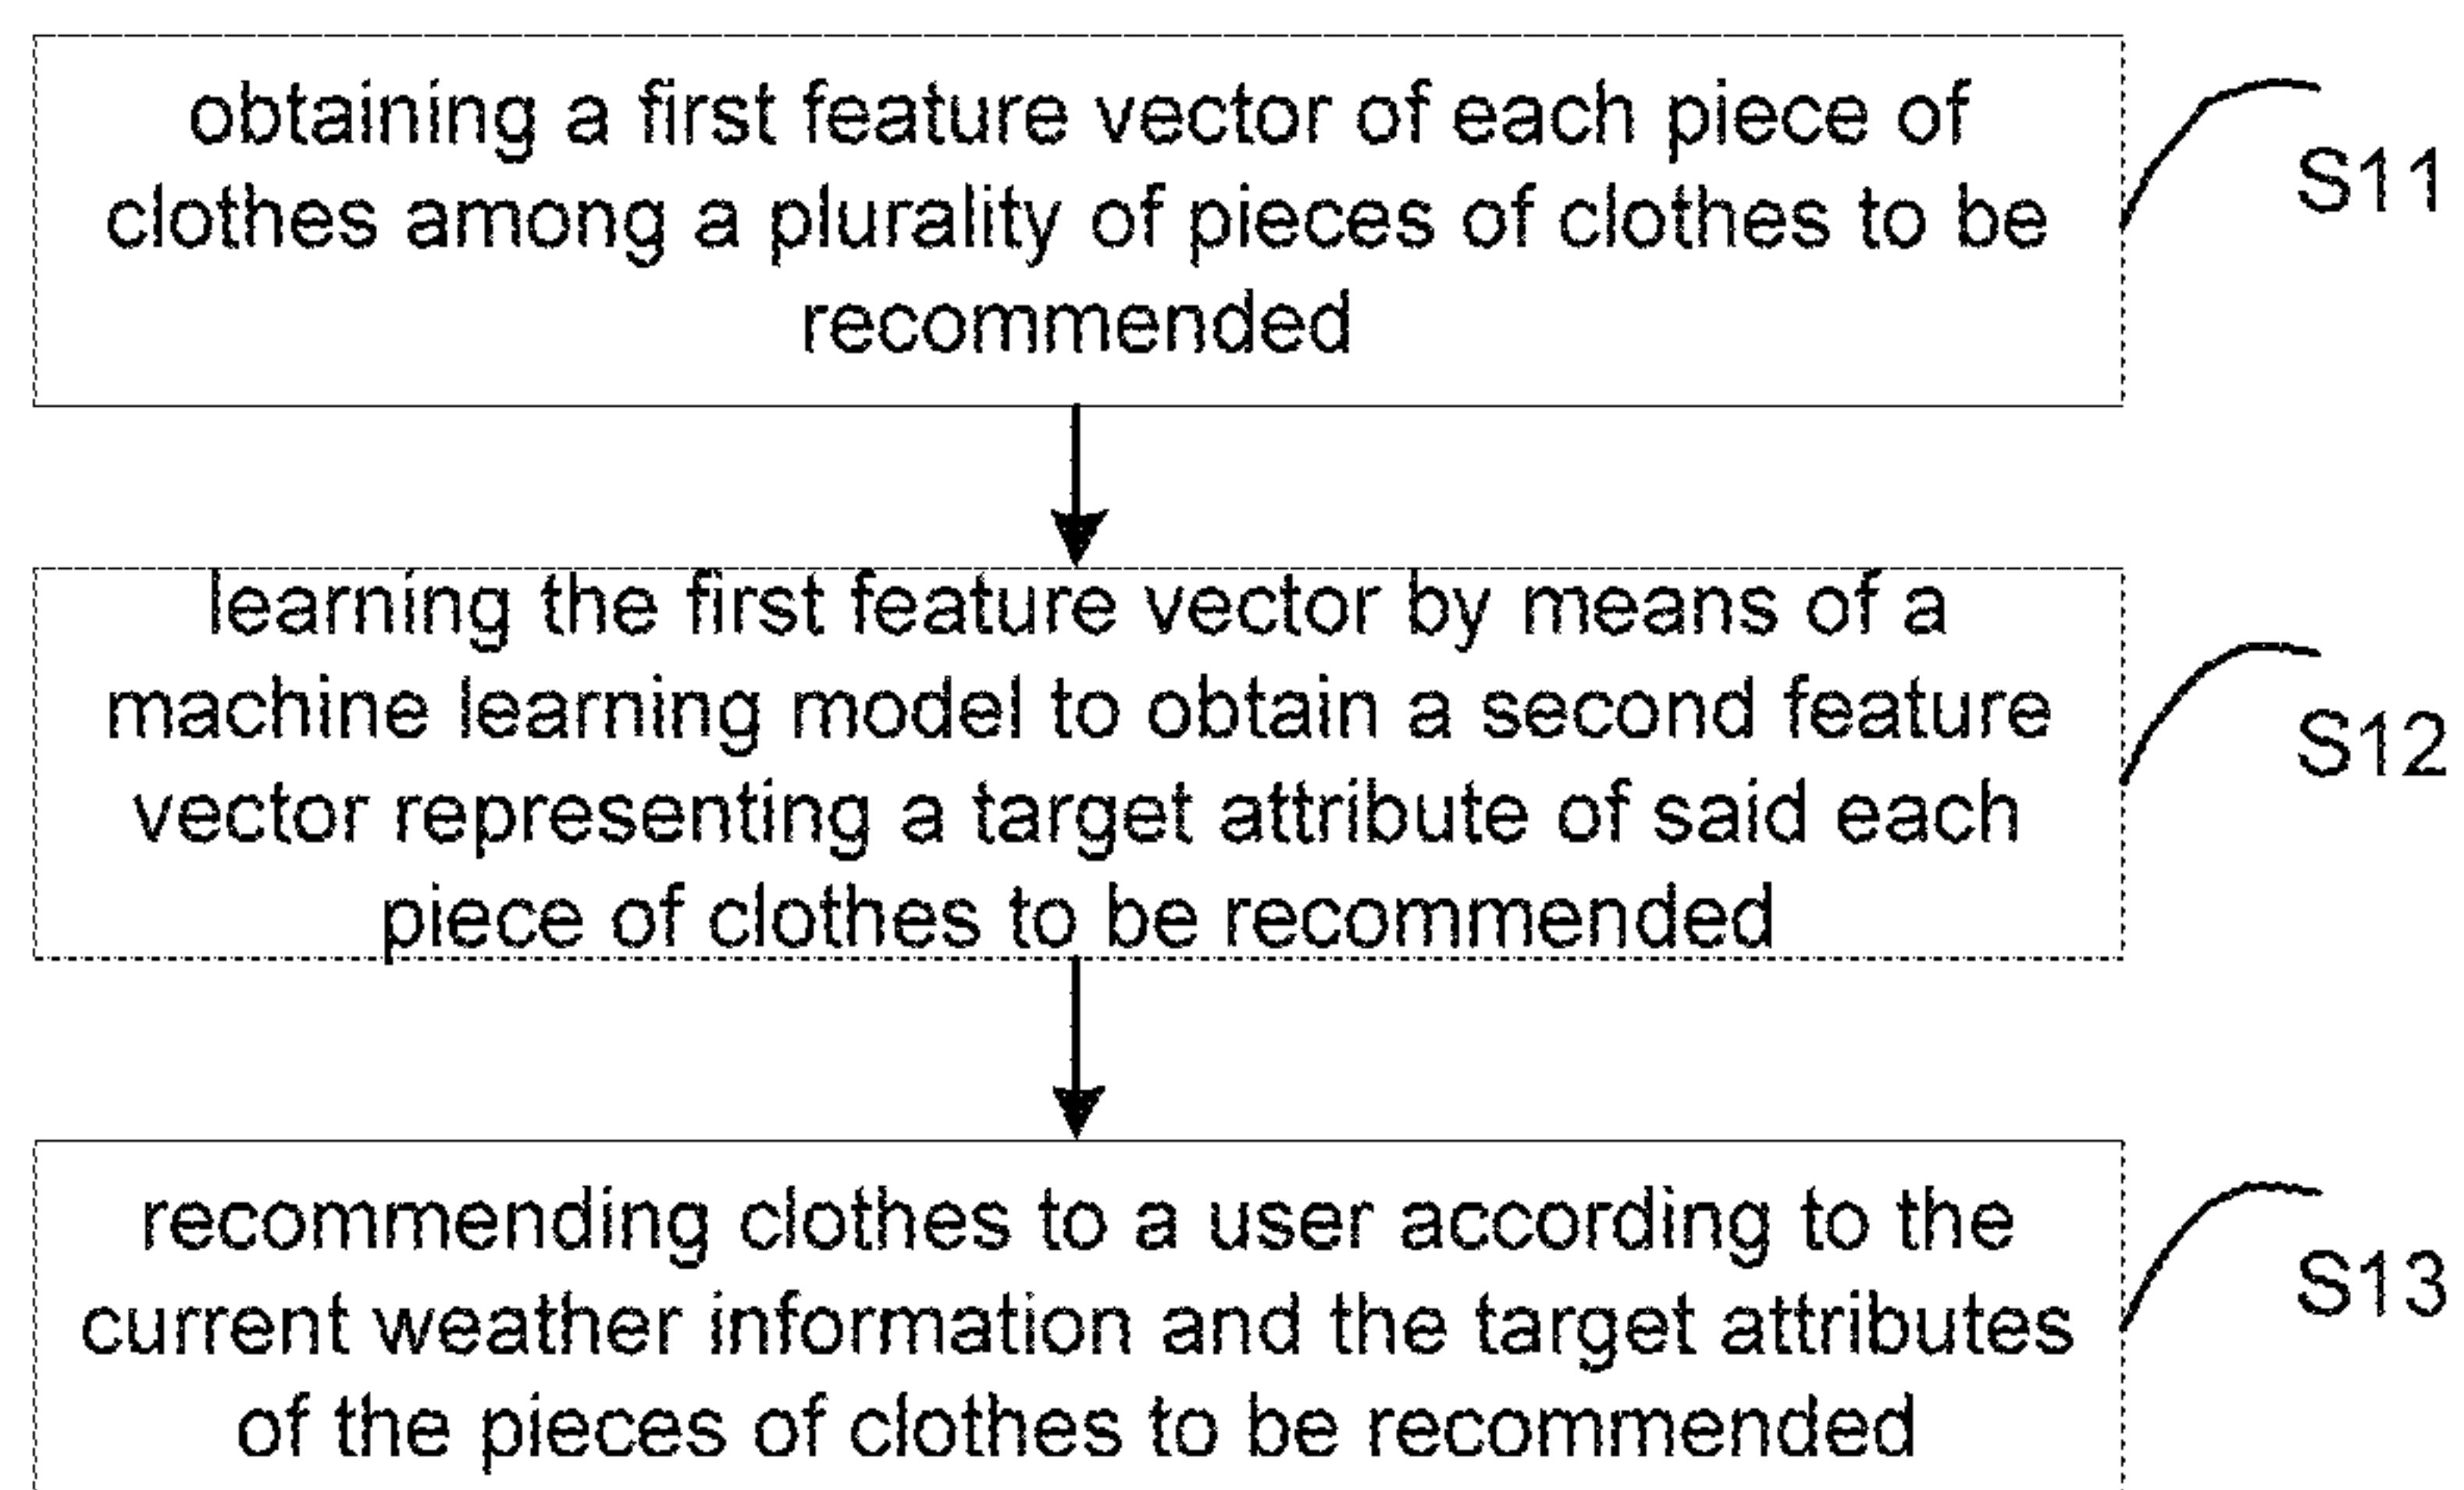 obtaining a first feature vector of each piece of
clothes among a plurality of pieces of clothes to be
recommended
S11
learning the first feature vector by means of a
machine learning model to obtain a second feature
vector representing a target attribute of said each
piece of clothes to be recommended
S12
recommending clothes to a user according to the
current weather information and the target attributes
of the pieces of clothes to be recommended
S13